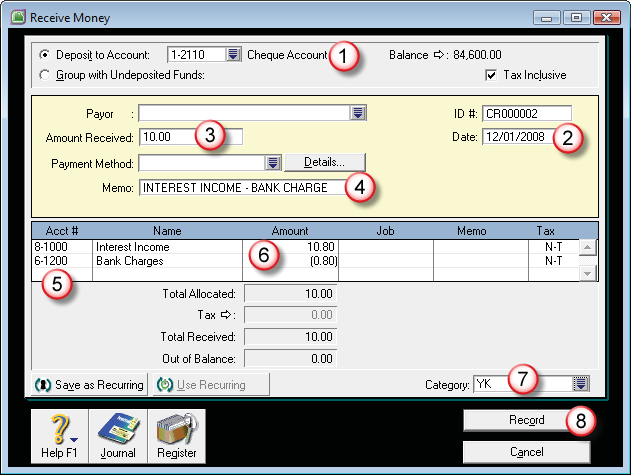 Receive Money
Deposit to Account: 1-2110 Cheque Account 1 Balance ⇨: 84,600.00
Group with Undeposited Funds: Tax Inclusive
Payor : ID #: CR000002
Amount Received: 10.00 3 Date: 12/01/2008 2
Payment Method: Details...
Memo: INTEREST INCOME - BANK CHARGE 4
Acct # Name Amount Job Memo Tax
8-1000 Interest Income 10.80 N-T
6-1200 Bank Charges (0.80) N-T
5 6
Total Allocated: 10.00
Tax ⇨: 0.00
Total Received: 10.00
Out of Balance: 0.00
Save as Recurring Use Recurring Category: YK 7
Record 8
Help F1 Journal Register Cancel